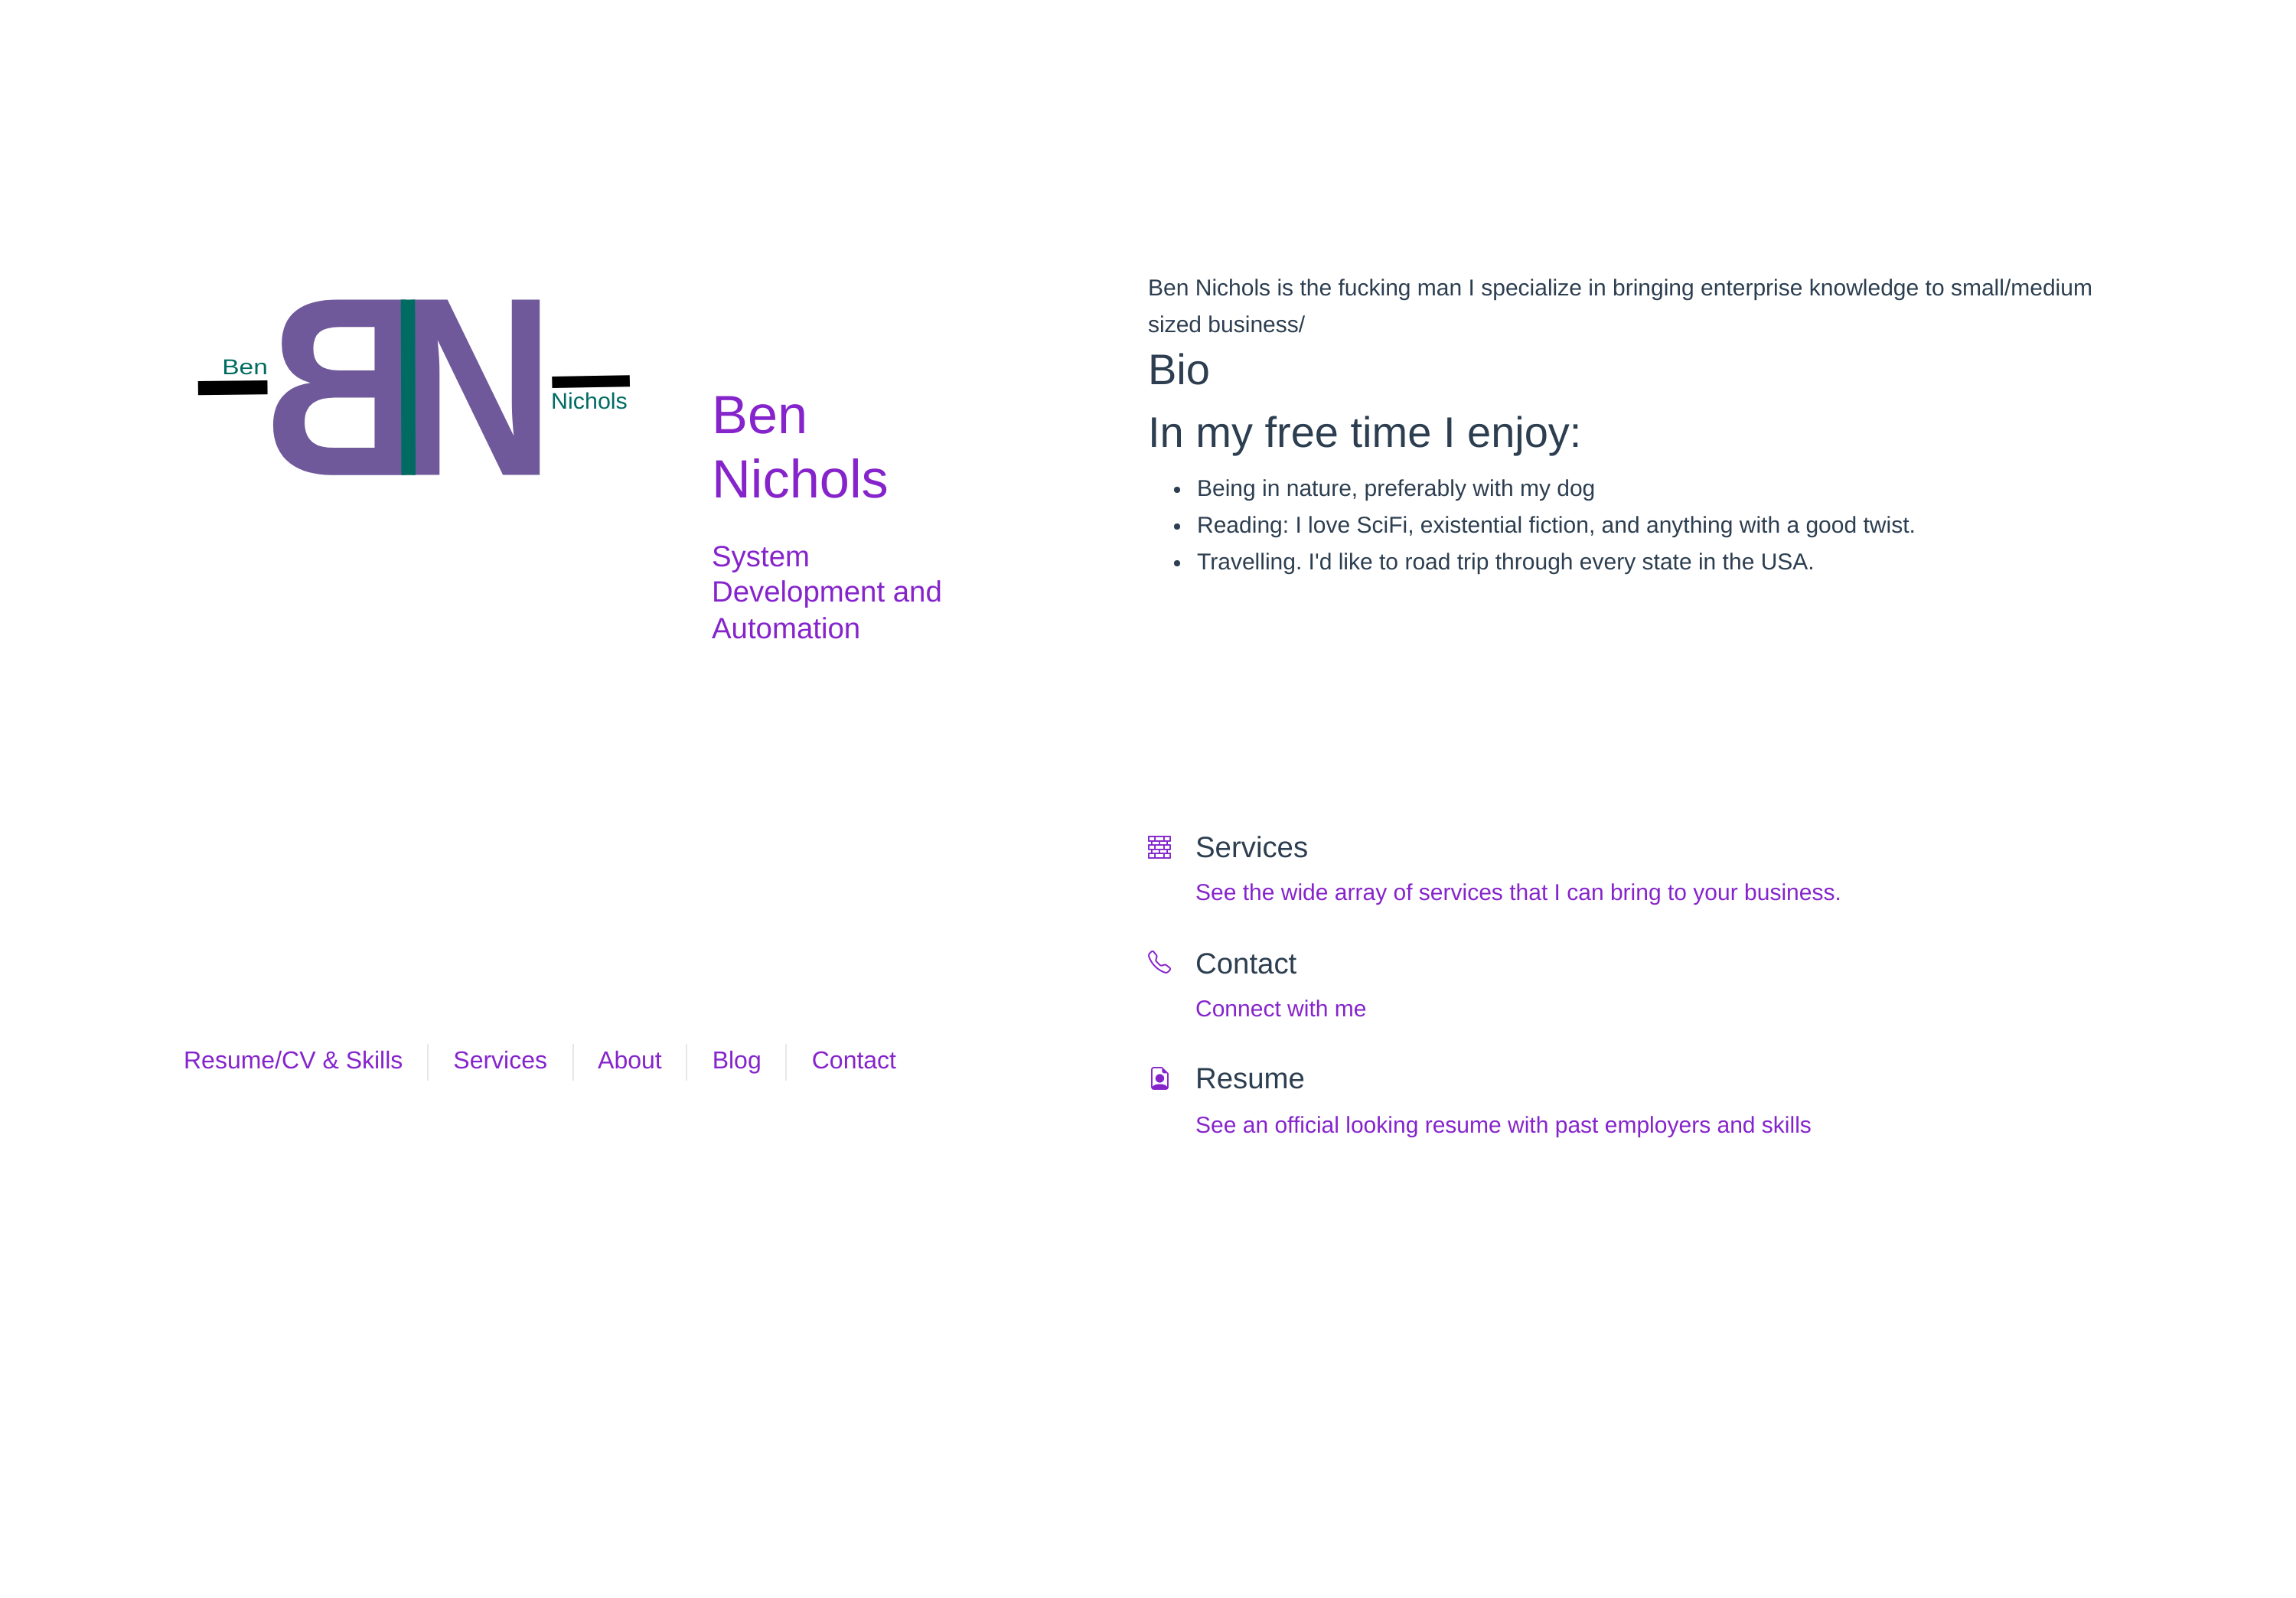 Ben
BN
Nichols
Ben
Nichols
System
Development and
Automation
Resume/CV & Skills
Services
About
Blog
Contact
Ben Nichols is the fucking man I specialize in bringing enterprise knowledge to small/medium
sized business/
Bio
In my free time I enjoy:
• Being in nature, preferably with my dog
• Reading: I love SciFi, existential fiction, and anything with a good twist.
• Travelling. I'd like to road trip through every state in the USA.
Services
See the wide array of services that I can bring to your business.
Contact
Connect with me
Resume
See an official looking resume with past employers and skills